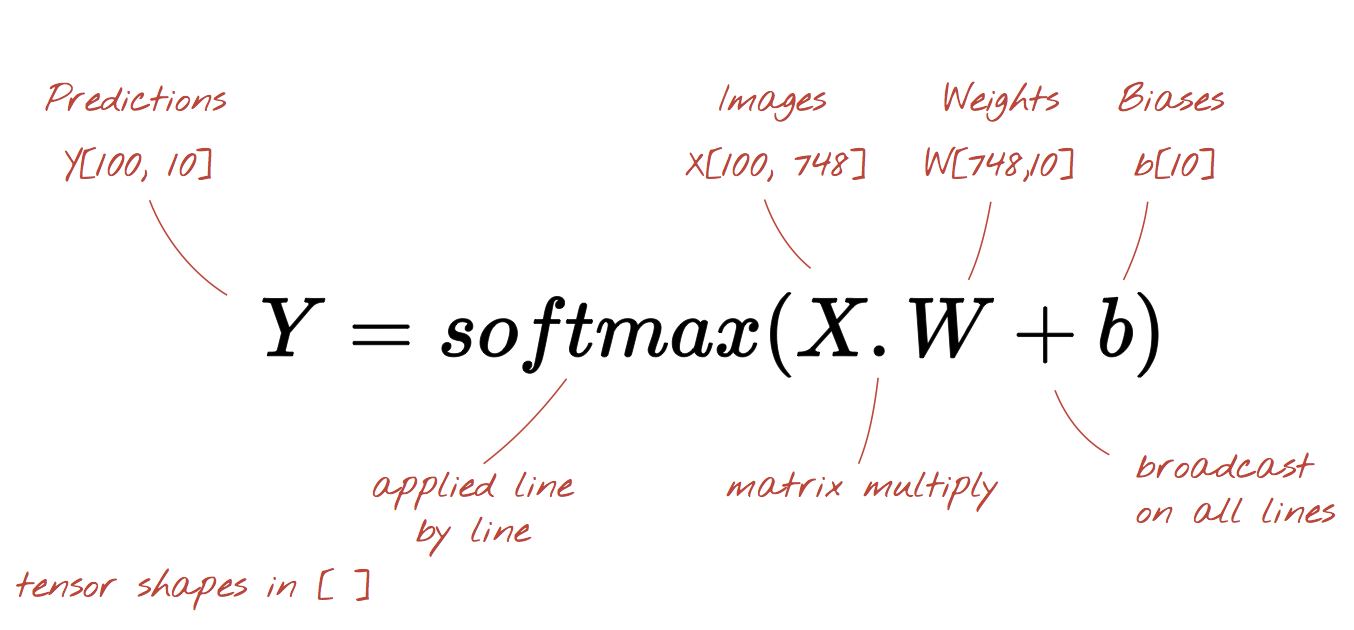 Predictions Images Weights Biases
Y[100, 10] X[100, 748] W[748,10] b[10]
Y = softmax(X.W + b)
applied line
by line
matrix multiply
broadcast
on all lines
tensor shapes in [ ]